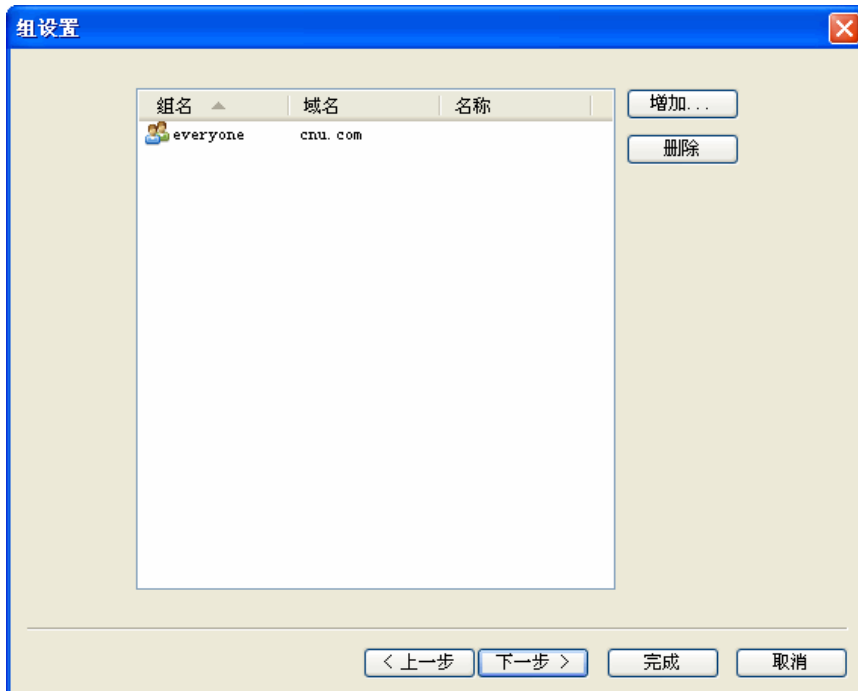 组设置
组名 域名 名称 增加...
everyone cnu.com
删除
< 上一步 下一步 > 完成 取消